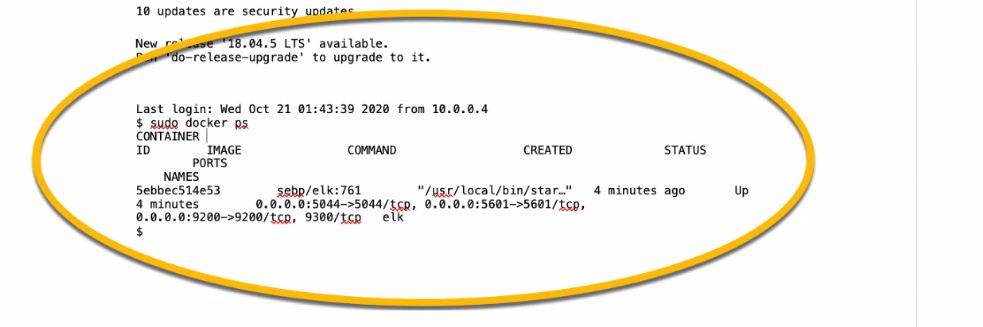 10 updates are security updates
New release '18.04.5 LTS' available.
Run 'do-release-upgrade' to upgrade to it.
Last login: Wed Oct 21 01:43:39 2020 from 10.0.0.4
$ sudo docker ps
CONTAINER
ID IMAGE COMMAND CREATED STATUS
PORTS
NAMES
5ebbec514e53 sebp/elk:761 "/usr/local/bin/star…" 4 minutes ago Up
4 minutes 0.0.0.0:5044->5044/tcp, 0.0.0.0:5601->5601/tcp,
0.0.0.0:9200->9200/tcp, 9300/tcp elk
$